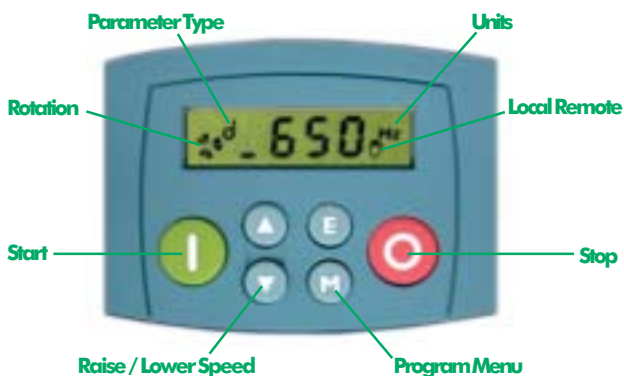 Parameter Type
Units
Rotation
Local Remote
d
_650 Hz
E
Start
Stop
M
Raise / Lower Speed
Program Menu